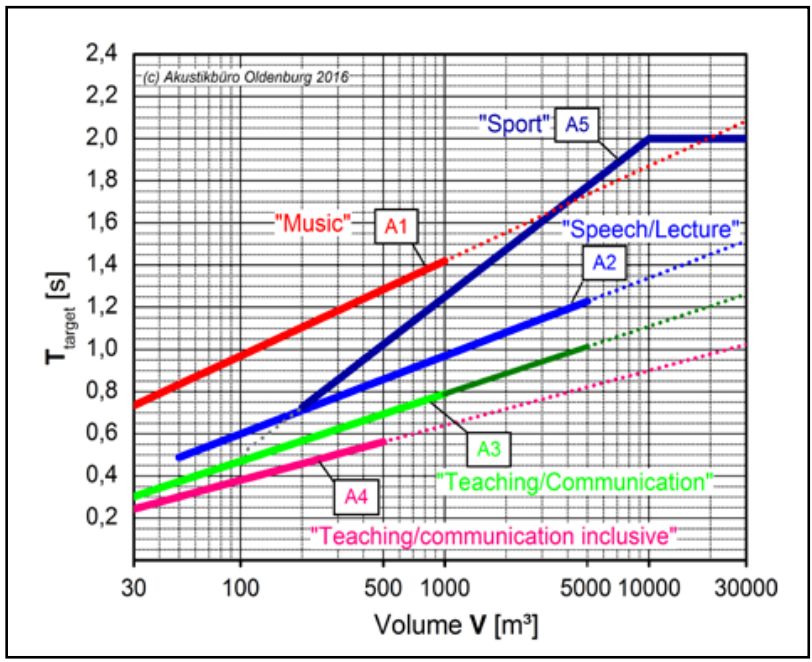 2,4
(c) Akustikbüro Oldenburg 2016
2,2
2,0
"Sport" A5
1,8
1,6
"Music" A1
"Speech/Lecture"
1,4
A2
1,2
T target [s]
1,0
0,8
0,6
A3
0,4
A4
"Teaching/Communication"
0,2
"Teaching/communication inclusive"
30 100 500 1000 5000 10000 30000
Volume V [m³]